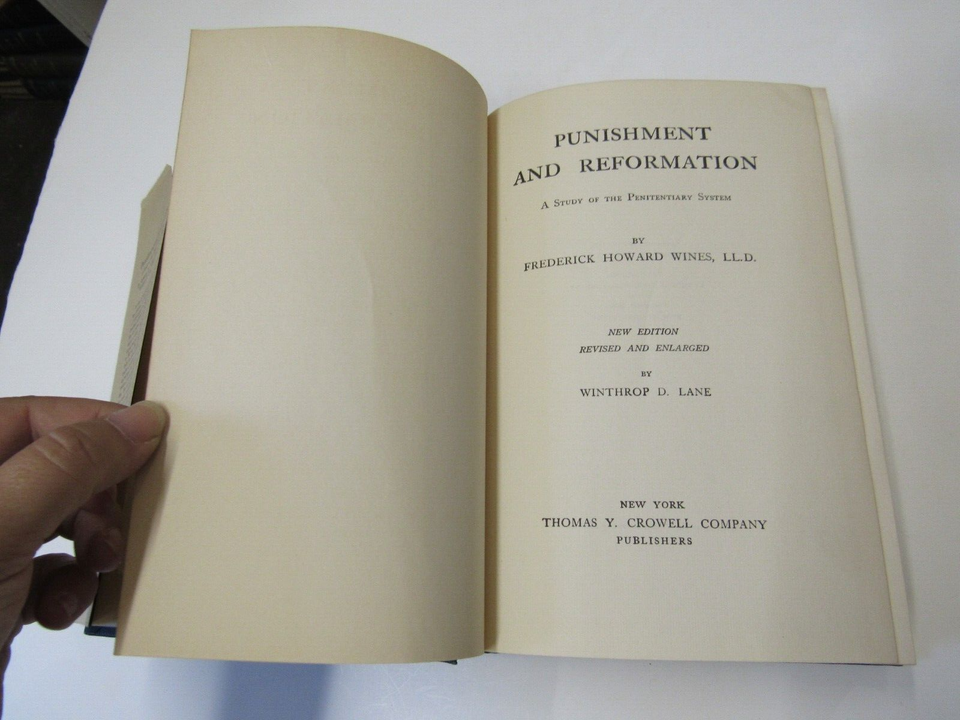 PUNISHMENT
AND REFORMATION
A Study of the Penitentiary System
BY
FREDERICK HOWARD WINES, LL.D.
NEW EDITION
REVISED AND ENLARGED
BY
WINTHROP D. LANE
NEW YORK
THOMAS Y. CROWELL COMPANY
PUBLISHERS